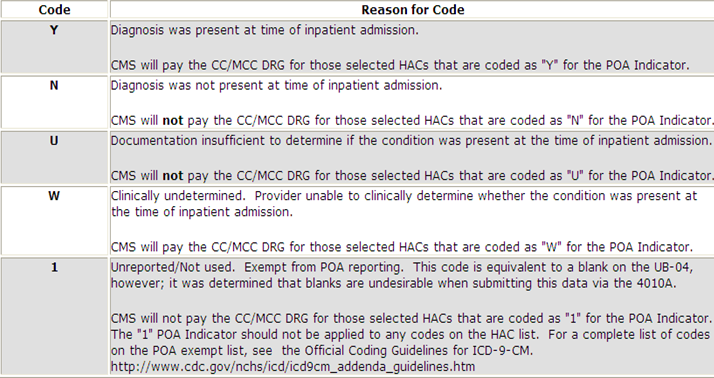 Code Reason for Code
Y Diagnosis was present at time of inpatient admission.
CMS will pay the CC/MCC DRG for those selected HACs that are coded as "Y" for the POA Indicator.
N Diagnosis was not present at time of inpatient admission.
CMS will not pay the CC/MCC DRG for those selected HACs that are coded as "N" for the POA Indicator.
U Documentation insufficient to determine if the condition was present at the time of inpatient admission.
CMS will not pay the CC/MCC DRG for those selected HACs that are coded as "U" for the POA Indicator.
W Clinically undetermined. Provider unable to clinically determine whether the condition was present at
the time of inpatient admission.
CMS will pay the CC/MCC DRG for those selected HACs that are coded as "W" for the POA Indicator.
1 Unreported/Not used. Exempt from POA reporting. This code is equivalent to a blank on the UB-04,
however; it was determined that blanks are undesirable when submitting this data via the 4010A.
CMS will not pay the CC/MCC DRG for those selected HACs that are coded as "1" for the POA Indicator.
The "1" POA Indicator should not be applied to any codes on the HAC list. For a complete list of codes
on the POA exempt list, see the Official Coding Guidelines for ICD-9-CM.
http://www.cdc.gov/nchs/icd/icd9cm_addenda_guidelines.htm